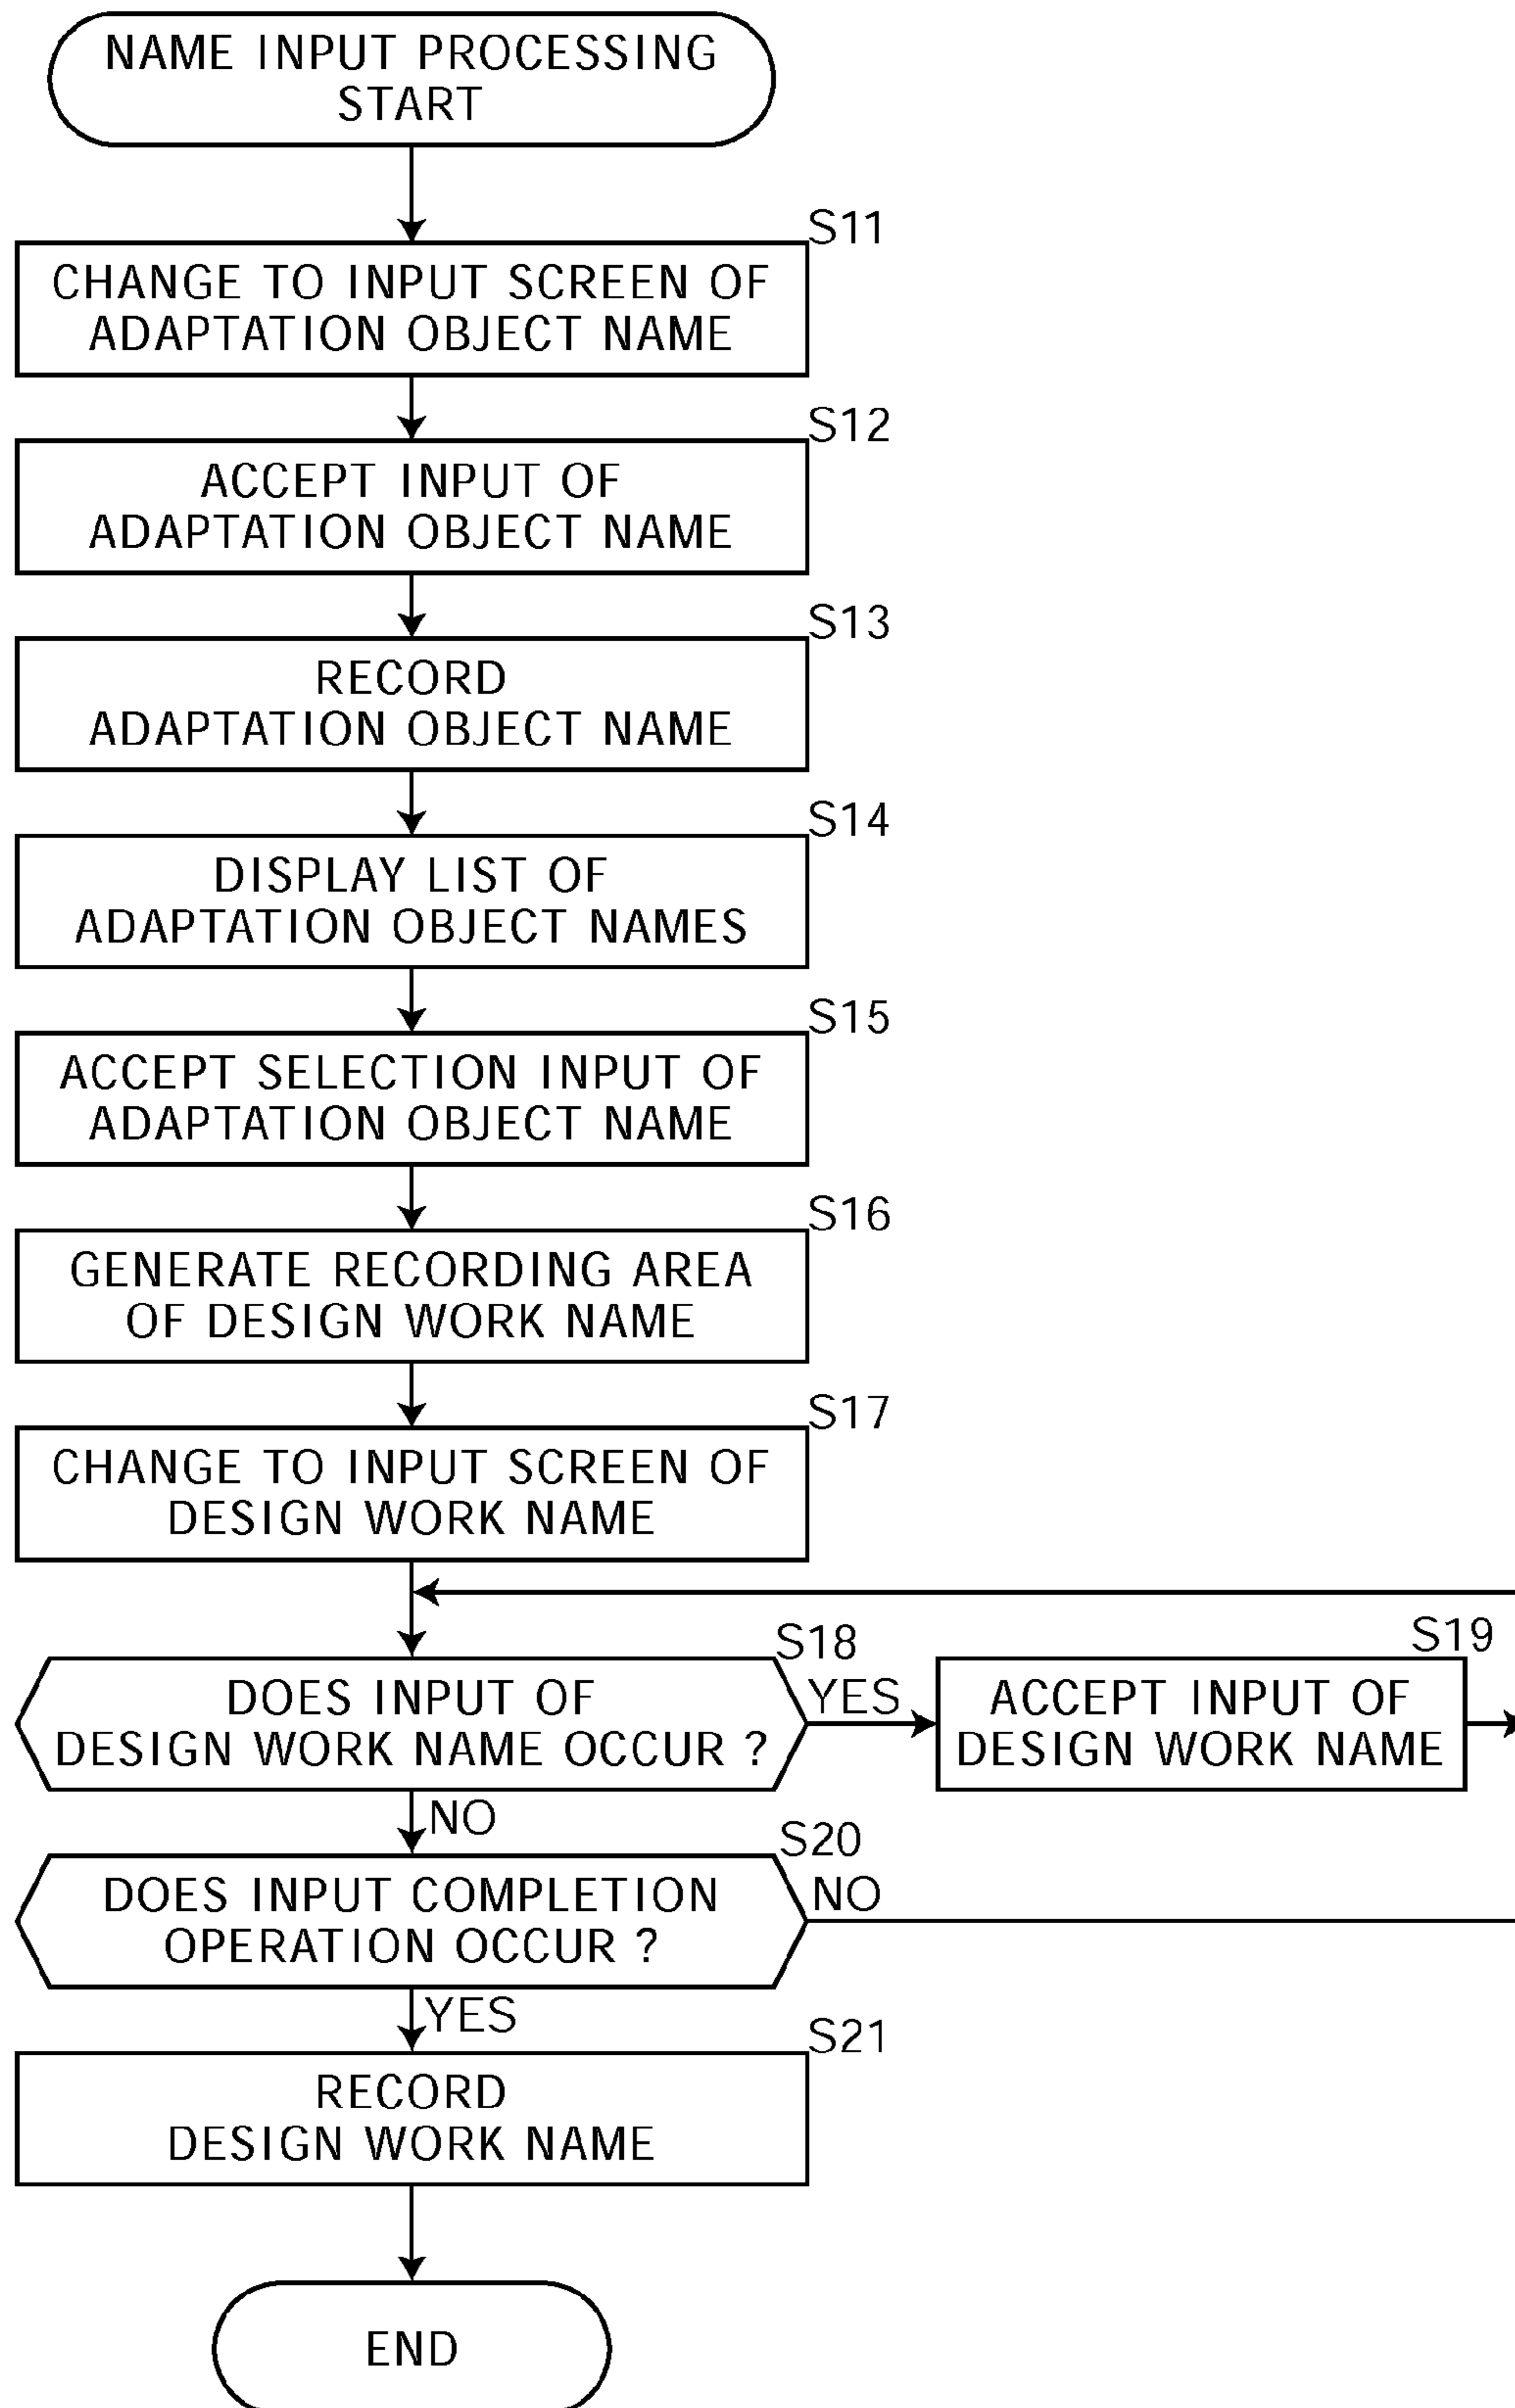 NAME INPUT PROCESSING
START
S11
CHANGE TO INPUT SCREEN OF
ADAPTATION OBJECT NAME
S12
ACCEPT INPUT OF
ADAPTATION OBJECT NAME
S13
RECORD
ADAPTATION OBJECT NAME
S14
DISPLAY LIST OF
ADAPTATION OBJECT NAMES
S15
ACCEPT SELECTION INPUT OF
ADAPTATION OBJECT NAME
S16
GENERATE RECORDING AREA
OF DESIGN WORK NAME
S17
CHANGE TO INPUT SCREEN OF
DESIGN WORK NAME
S18
DOES INPUT OF
DESIGN WORK NAME OCCUR ?
YES
S19
ACCEPT INPUT OF
DESIGN WORK NAME
NO
S20
DOES INPUT COMPLETION
OPERATION OCCUR ?
NO
YES
S21
RECORD
DESIGN WORK NAME
END